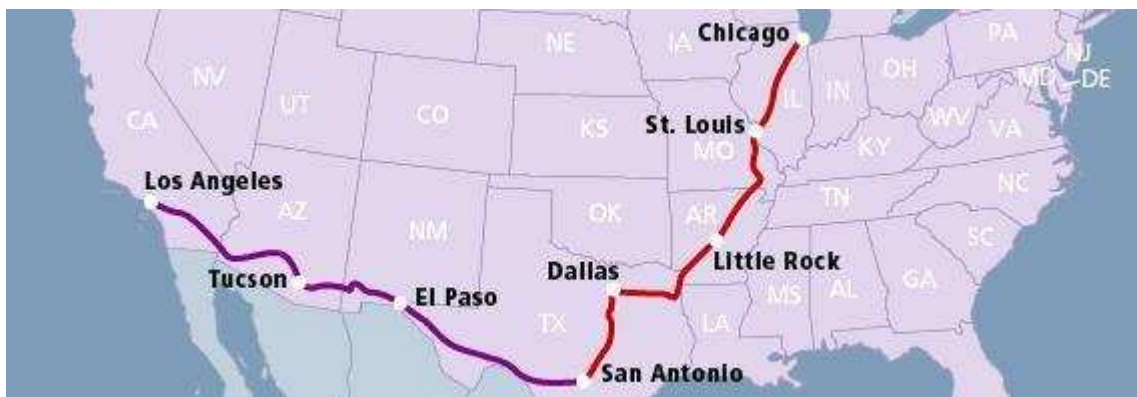 NE
IA
Chicago
PA
NJ
NV
OH
MD
DE
UT
IL
IN
CA
CO
WV
KS
St. Louis
VA
MO
KY
Los Angeles
NC
TN
AZ
OK
AR
NM
SC
Little Rock
Tucson
Dallas
GA
El Paso
MS
AL
TX
LA
San Antonio